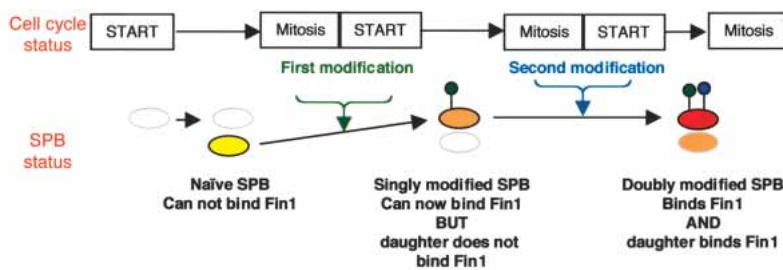 Cell cycle
status
START
Mitosis
START
Mitosis
START
Mitosis
First modification
Second modification
SPB
status
Naïve SPB
Can not bind Fin1
Singly modified SPB
Can now bind Fin1
BUT
daughter does not
bind Fin1
Doubly modified SPB
Binds Fin1
AND
daughter binds Fin1